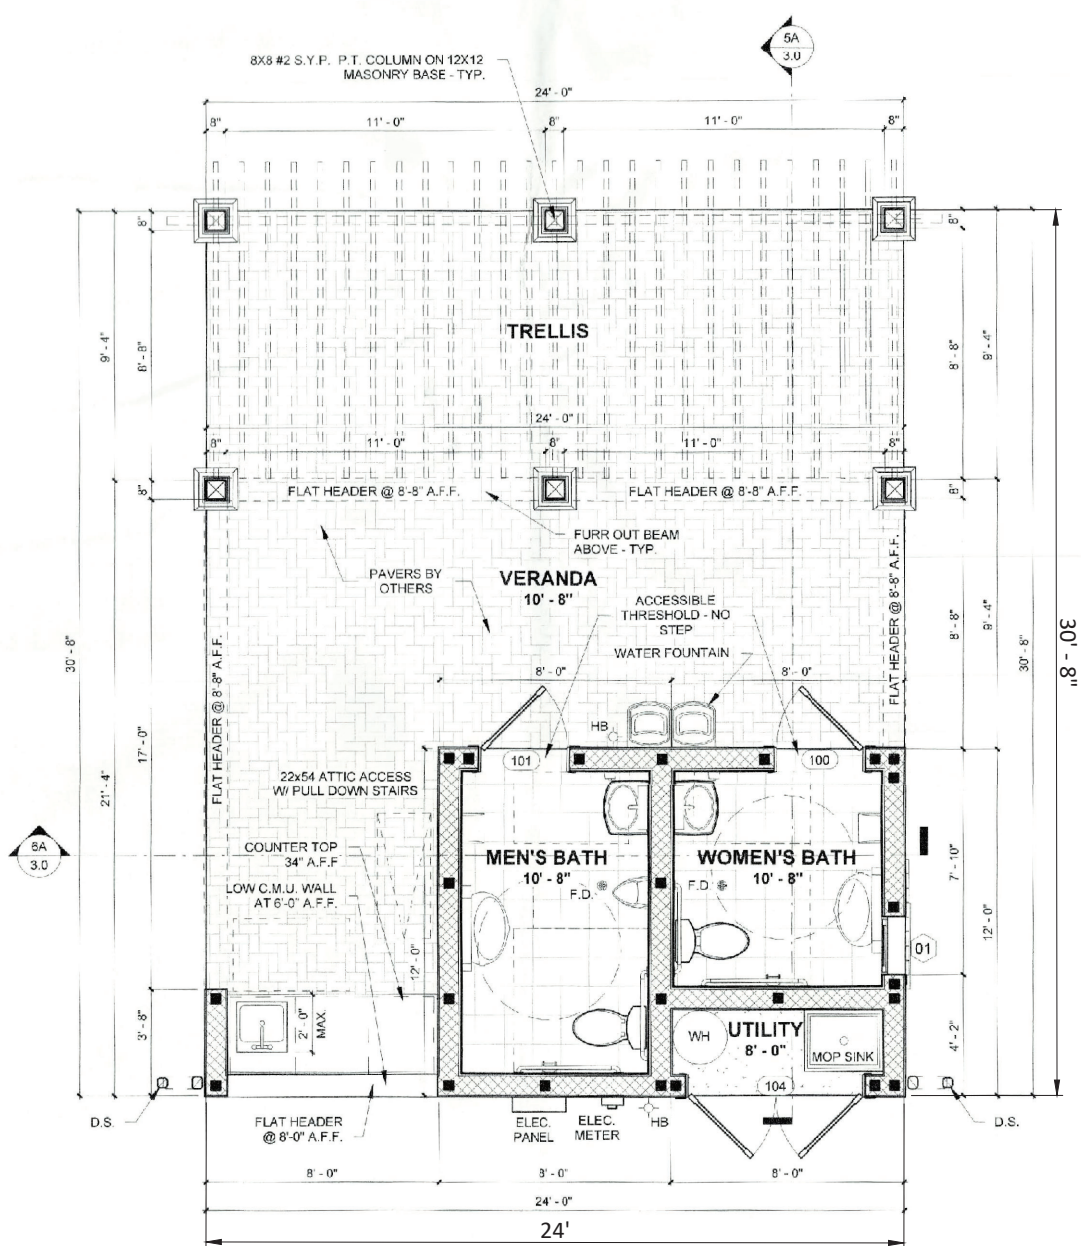 5A
3.0
8X8 #2 S.Y.P. P.T. COLUMN ON 12X12
MASONRY BASE - TYP.
24' - 0"
8"
11' - 0"
8"
11' - 0"
8"
8"
8"
TRELLIS
9' - 4"
8' - 8"
8' - 8"
9' - 4"
24' - 0"
8"
11' - 0"
8"
11' - 0"
8"
8"
8"
FLAT HEADER @ 8'-8" A.F.F.
FLAT HEADER @ 8'-8" A.F.F.
FURR OUT BEAM
ABOVE - TYP.
PAVERS BY
OTHERS
VERANDA
10' - 8"
ACCESSIBLE
THRESHOLD - NO
STEP
WATER FOUNTAIN
FLAT HEADER @ 8'-8" A.F.F.
FLAT HEADER @ 8'-8" A.F.F.
8' - 8"
9' - 4"
30' - 8"
30' - 8"
30' - 8"
21' - 4"
17' - 0"
8' - 0"
8' - 0"
HB
101
100
22x54 ATTIC ACCESS
W/ PULL DOWN STAIRS
6A
3.0
COUNTER TOP
34" A.F.F
LOW C.M.U. WALL
AT 6'-0" A.F.F.
MEN'S BATH
10' - 8"
WOMEN'S BATH
10' - 8"
F.D.
F.D.
7' - 10"
12' - 0"
12' - 0"
01
3' - 8"
2' - 0"
MAX.
WH
UTILITY
8' - 0"
MOP SINK
4' - 2"
104
D.S.
FLAT HEADER
@ 8'-0" A.F.F.
ELEC.
PANEL
ELEC.
METER
HB
D.S.
8' - 0"
8' - 0"
8' - 0"
24' - 0"
24'